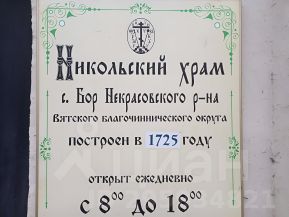 Никольский храм
с. Бор Некрасовского р-на
Вятского благочиннического округа
построен в 1725 году
открыт ежедневно
с 8⁰⁰ до 18⁰⁰